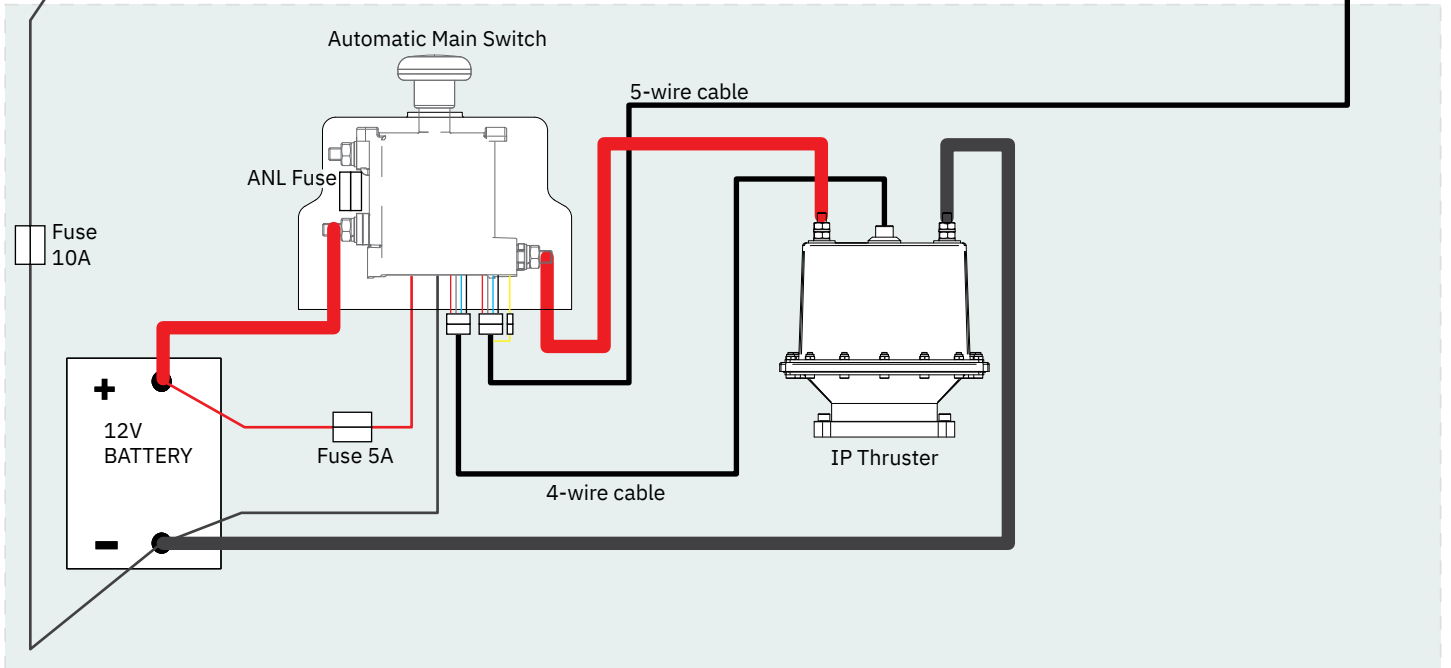 Automatic Main Switch
5-wire cable
ANL Fuse
Fuse
10A
+
12V
BATTERY
Fuse 5A
IP Thruster
4-wire cable
-